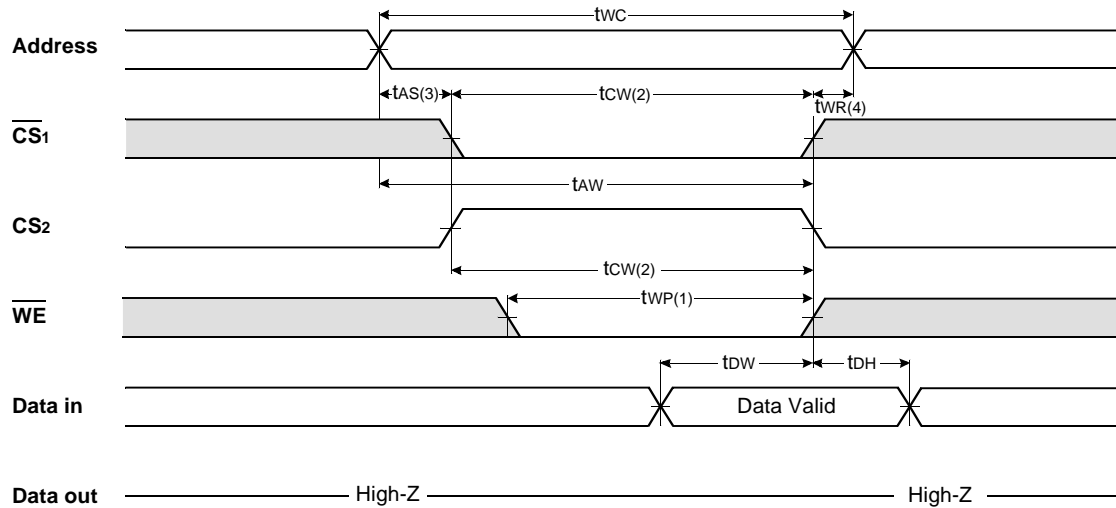 tWC
Address
tAS(3) tCW(2) tWR(4)
CS1
tAW
CS2
tCW(2)
tWP(1)
WE
tDW tDH
Data in Data Valid
Data out High-Z High-Z